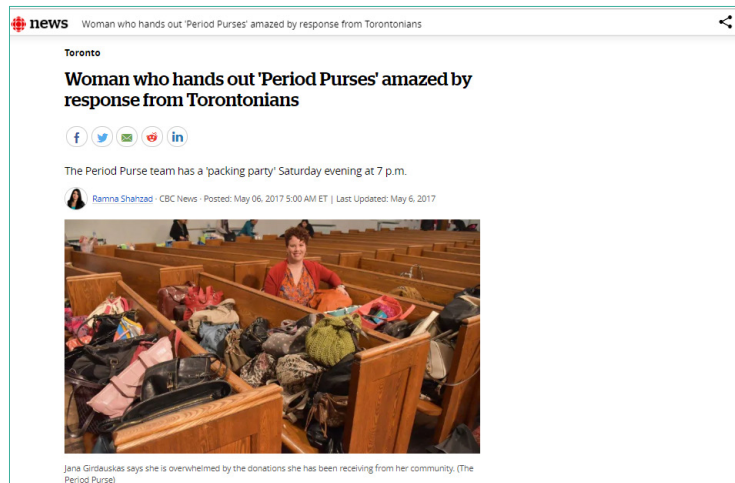 news Woman who hands out 'Period Purses' amazed by response from Torontonians
Toronto
Woman who hands out 'Period Purses' amazed by
response from Torontonians
The Period Purse team has a 'packing party' Saturday evening at 7 p.m.
Ramna Shahzad · CBC News · Posted: May 06, 2017 5:00 AM ET | Last Updated: May 6, 2017
Jana Girdauskas says she is overwhelmed by the donations she has been receiving from her community. (The
Period Purse)